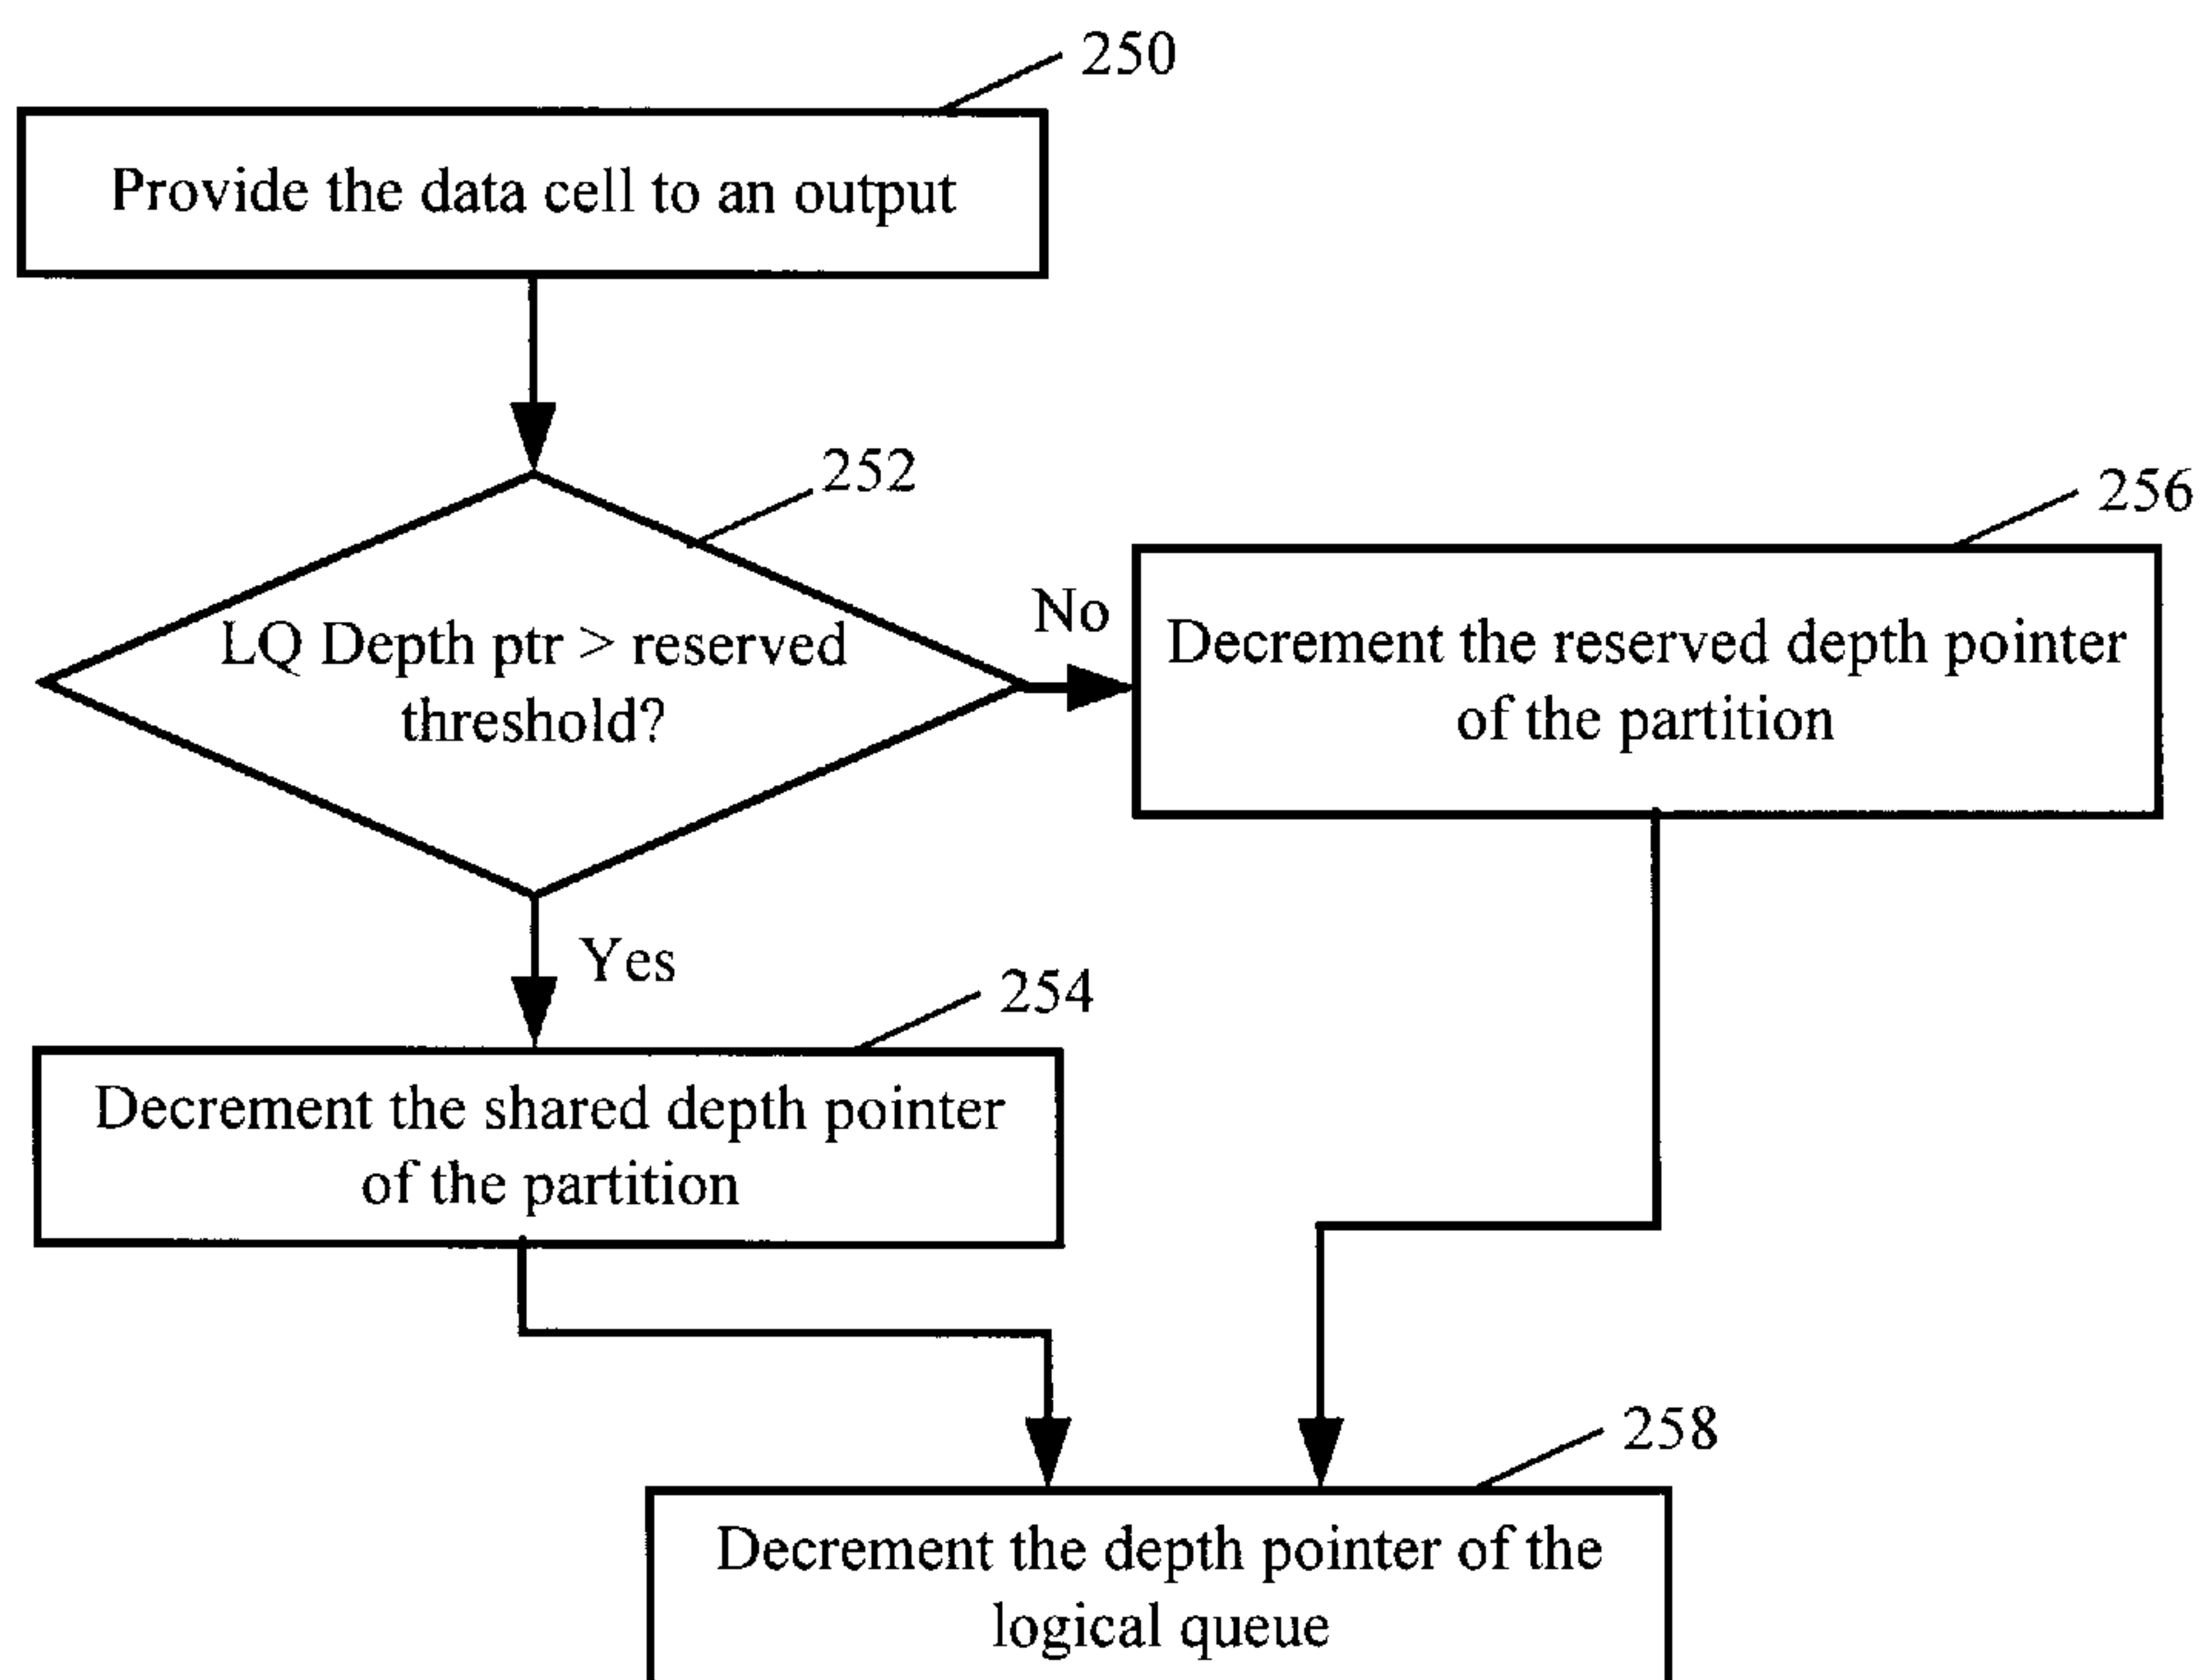 250
Provide the data cell to an output
252
LQ Depth ptr > reserved
threshold?
No
256
Decrement the reserved depth pointer
of the partition
Yes
254
Decrement the shared depth pointer
of the partition
258
Decrement the depth pointer of the
logical queue